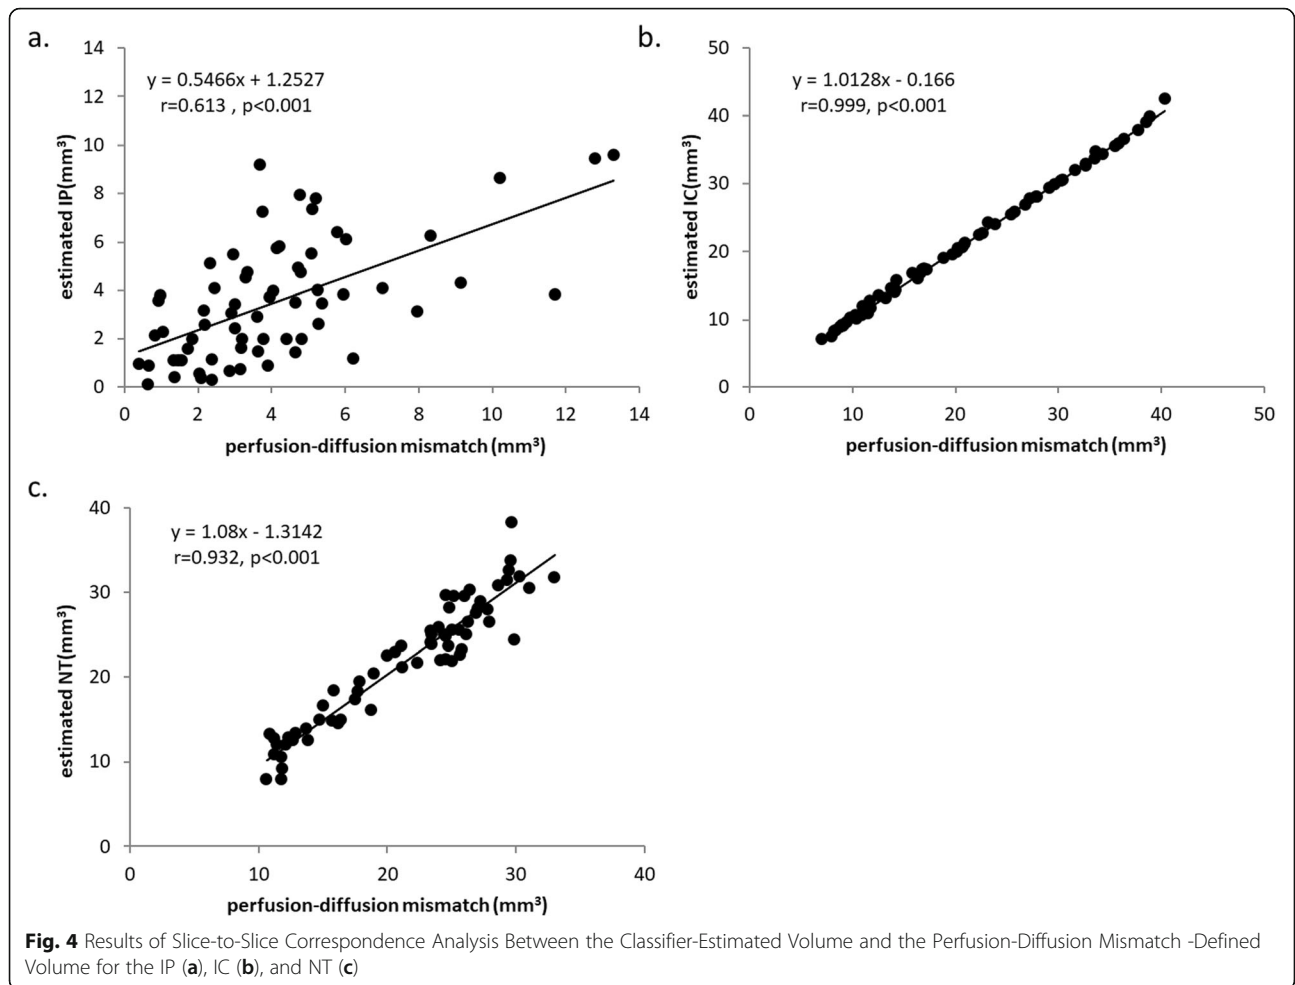 a.
14
12
10
8
6
4
2
0
y = 0.5466x + 1.2527
r=0.613 , p<0.001
estimated IP(mm³)
0 2 4 6 8 10 12 14
perfusion-diffusion mismatch (mm³)
b.
50
40
30
20
10
0
y = 1.0128x - 0.166
r=0.999, p<0.001
estimated IC(mm³)
0 10 20 30 40 50
perfusion-diffusion mismatch (mm³)
c.
40
30
20
10
0
y = 1.08x - 1.3142
r=0.932, p<0.001
estimated NT(mm³)
0 10 20 30 40
perfusion-diffusion mismatch (mm³)
Fig. 4 Results of Slice-to-Slice Correspondence Analysis Between the Classifier-Estimated Volume and the Perfusion-Diffusion Mismatch -Defined
Volume for the IP (a), IC (b), and NT (c)